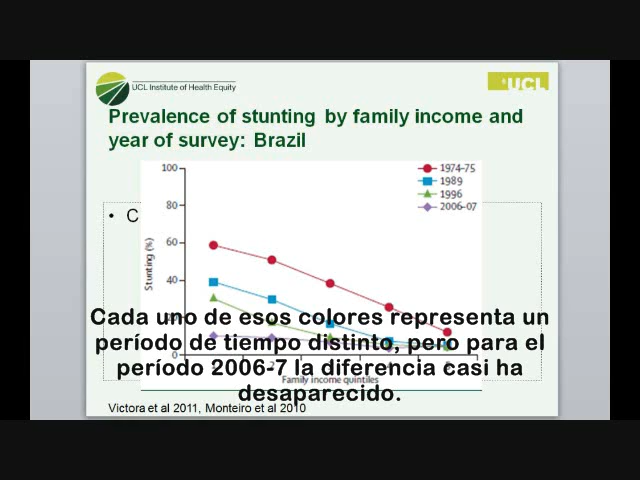 UCL Institute of Health Equity
UCL
Prevalence of stunting by family income and
year of survey: Brazil
100
1974-75
1989
1996
2006-07
80
• C
60
Stunting (%)
40
Cada uno de esos colores representa un
período de tiempo distinto, pero para el
período 2006-7 la diferencia casi ha
desaparecido.
0
Family income quintiles
Victora et al 2011, Monteiro et al 2010